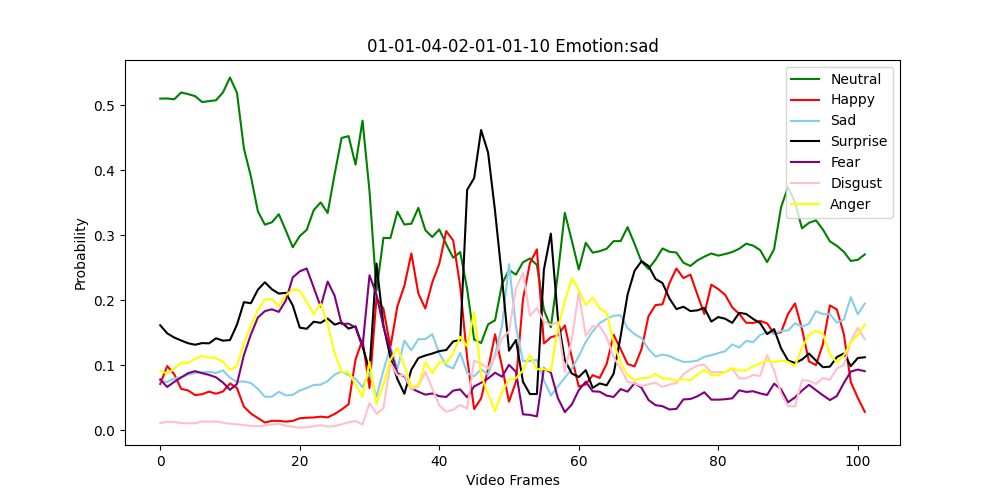 01-01-04-02-01-01-10 Emotion:sad
Neutral
Happy
Sad
Surprise
Fear
Disgust
Anger
Probability
0.5
0.4
0.3
0.2
0.1
0.0
0 20 40 60 80 100
Video Frames